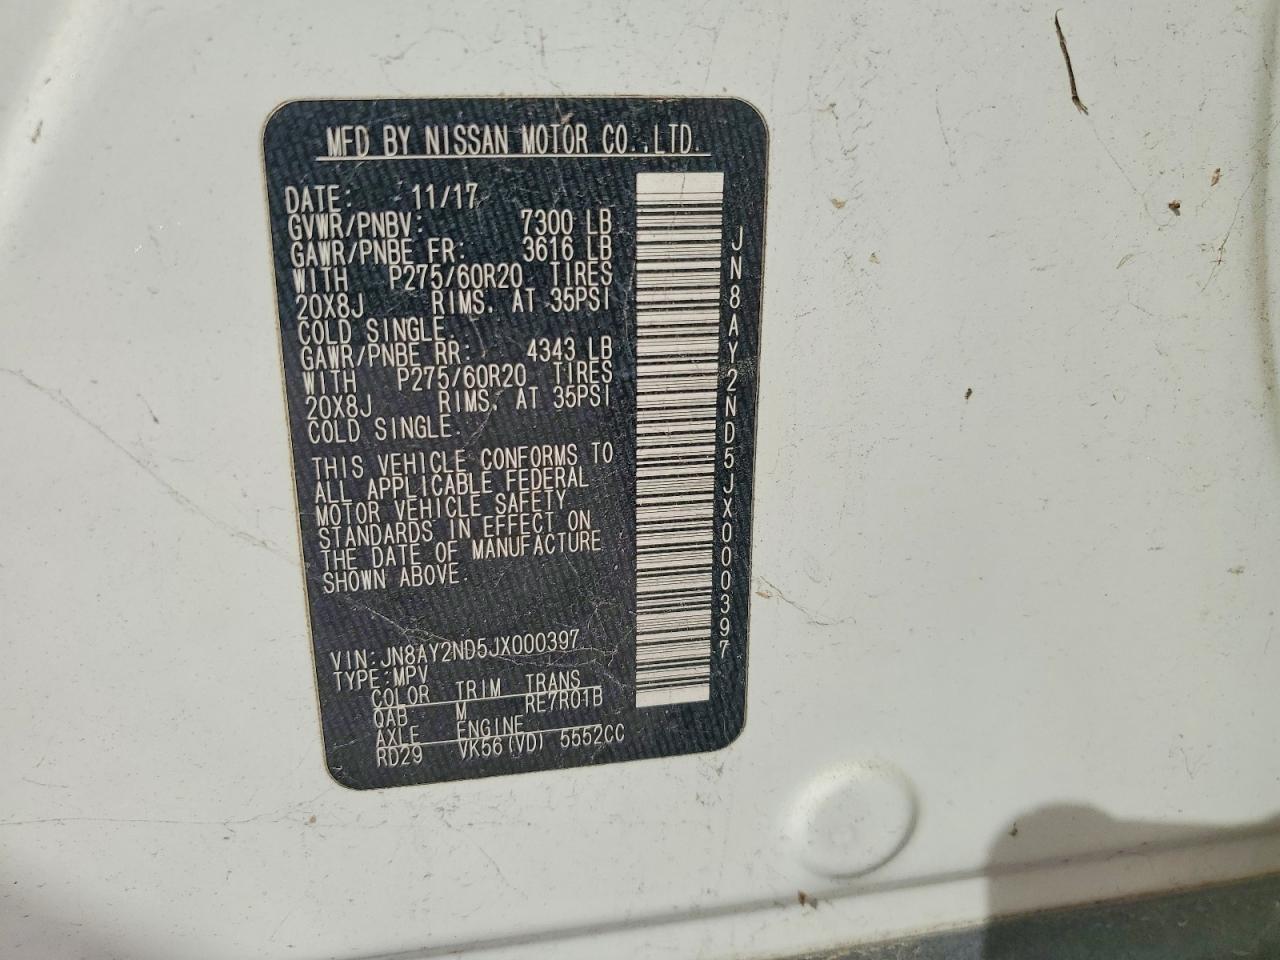 MFD BY NISSAN MOTOR CO.,LTD.
DATE: 11/17
GVWR/PNBV: 7300 LB
GAWR/PNBE FR: 3616 LB
WITH P275/60R20 TIRES
20X8J RIMS. AT 35PSI
COLD SINGLE.
GAWR/PNBE RR: 4343 LB
WITH P275/60R20 TIRES
20X8J RIMS. AT 35PSI
COLD SINGLE.
THIS VEHICLE CONFORMS TO
ALL APPLICABLE FEDERAL
MOTOR VEHICLE SAFETY
STANDARDS IN EFFECT ON
THE DATE OF MANUFACTURE
SHOWN ABOVE.
VIN:JN8AY2ND5JX000397
TYPE:MPV
COLOR TRIM TRANS
QAB M RE7R01B
AXLE ENGINE
RD29 VK56(VD) 5552CC
JN8AY2ND5JX000397